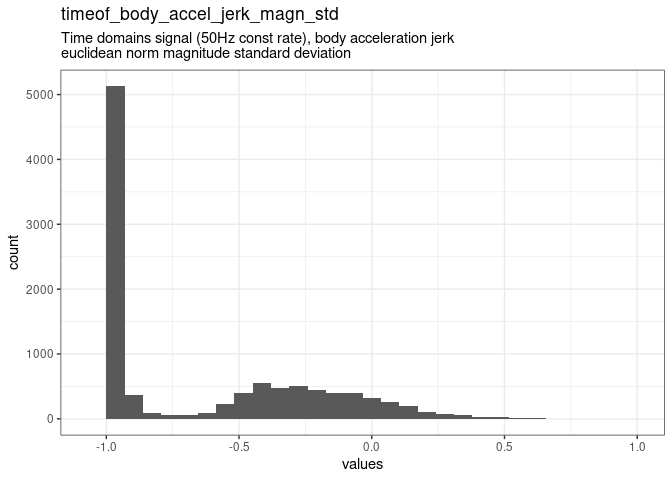 timeof_body_accel_jerk_magn_std
Time domains signal (50Hz const rate), body acceleration jerk
euclidean norm magnitude standard deviation
5000
4000
3000
2000
1000
0
count
-1.0 -0.5 0.0 0.5 1.0
values